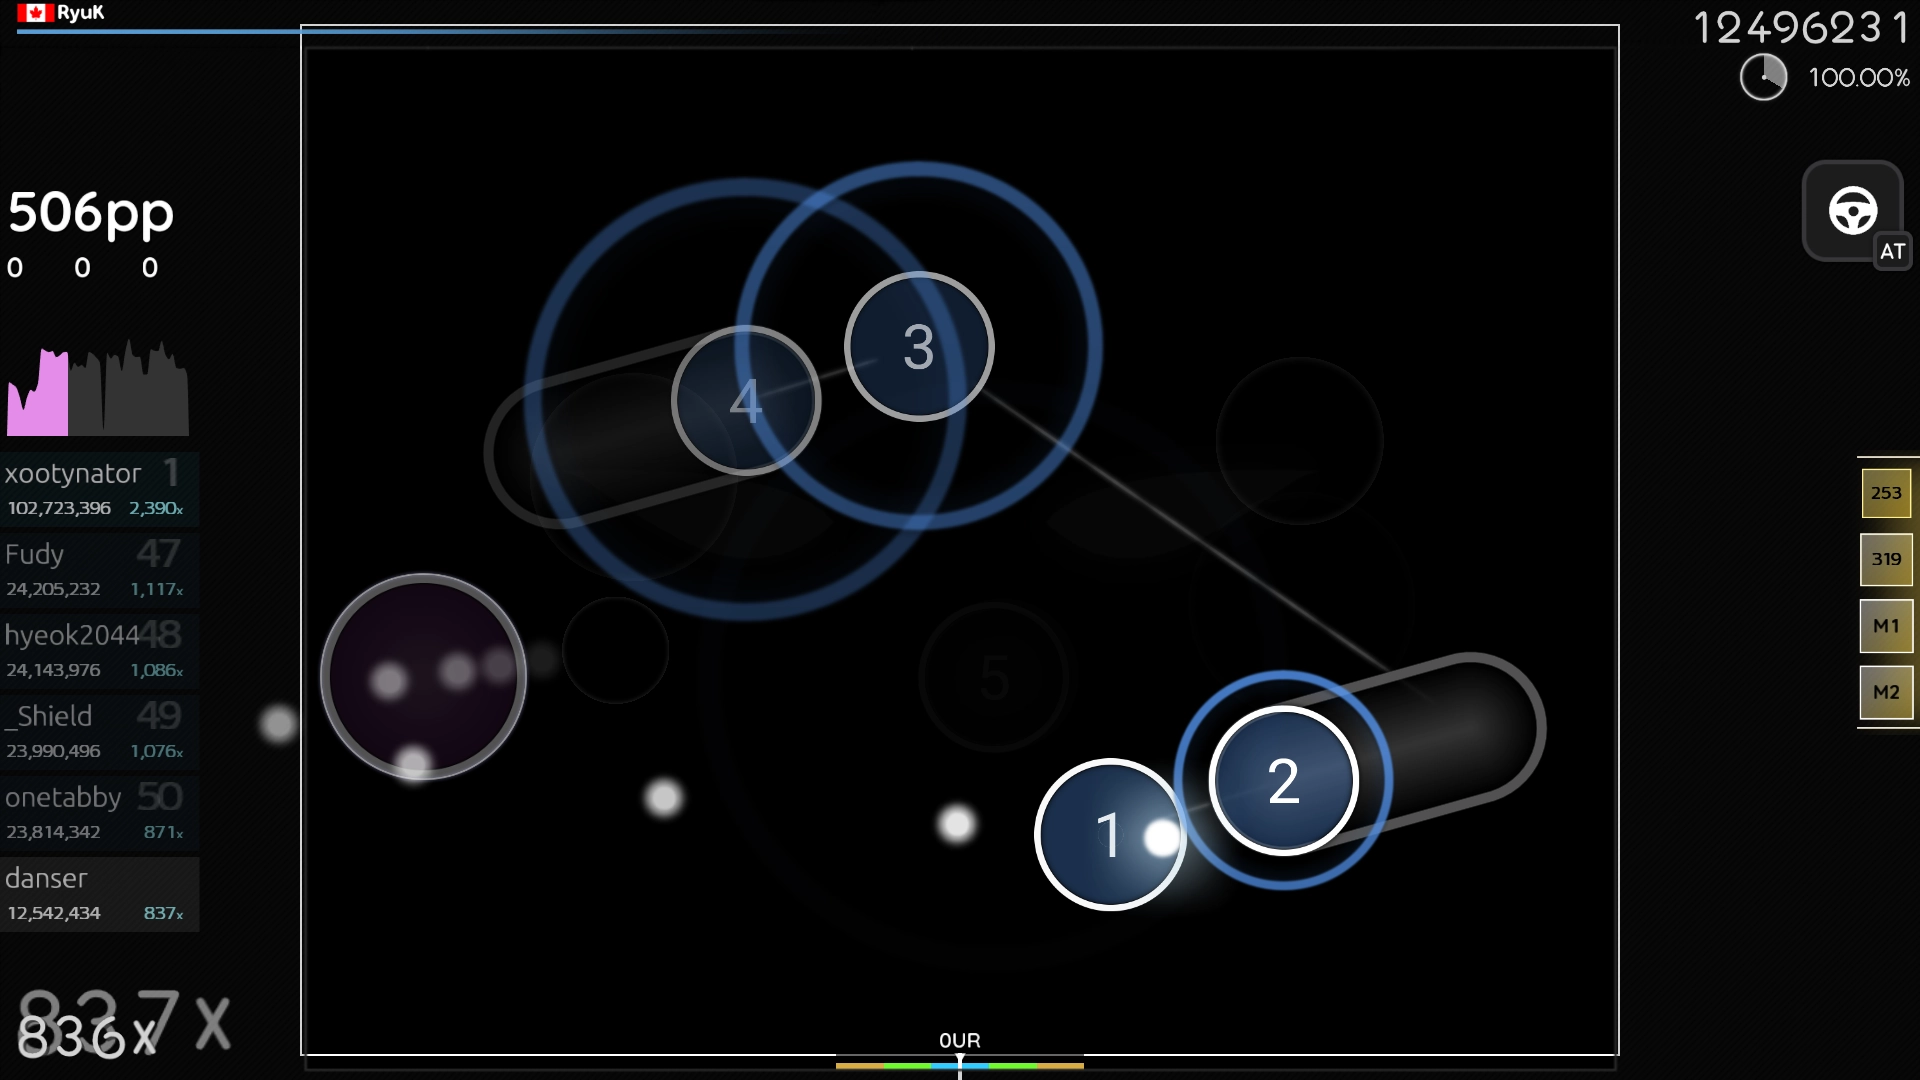 RyuK
12496231
100.00%
506pp
0 0 0
AT
xootynator 1
102,723,396 2,390x
Fudy 47
24,205,232 1,117x
hyeok2044 48
24,143,976 1,086x
_Shield 49
23,990,496 1,076x
onetabby 50
23,814,342 871x
danser
12,542,434 837x
837x
836x
3
4
5
2
1
253
319
M1
M2
0UR